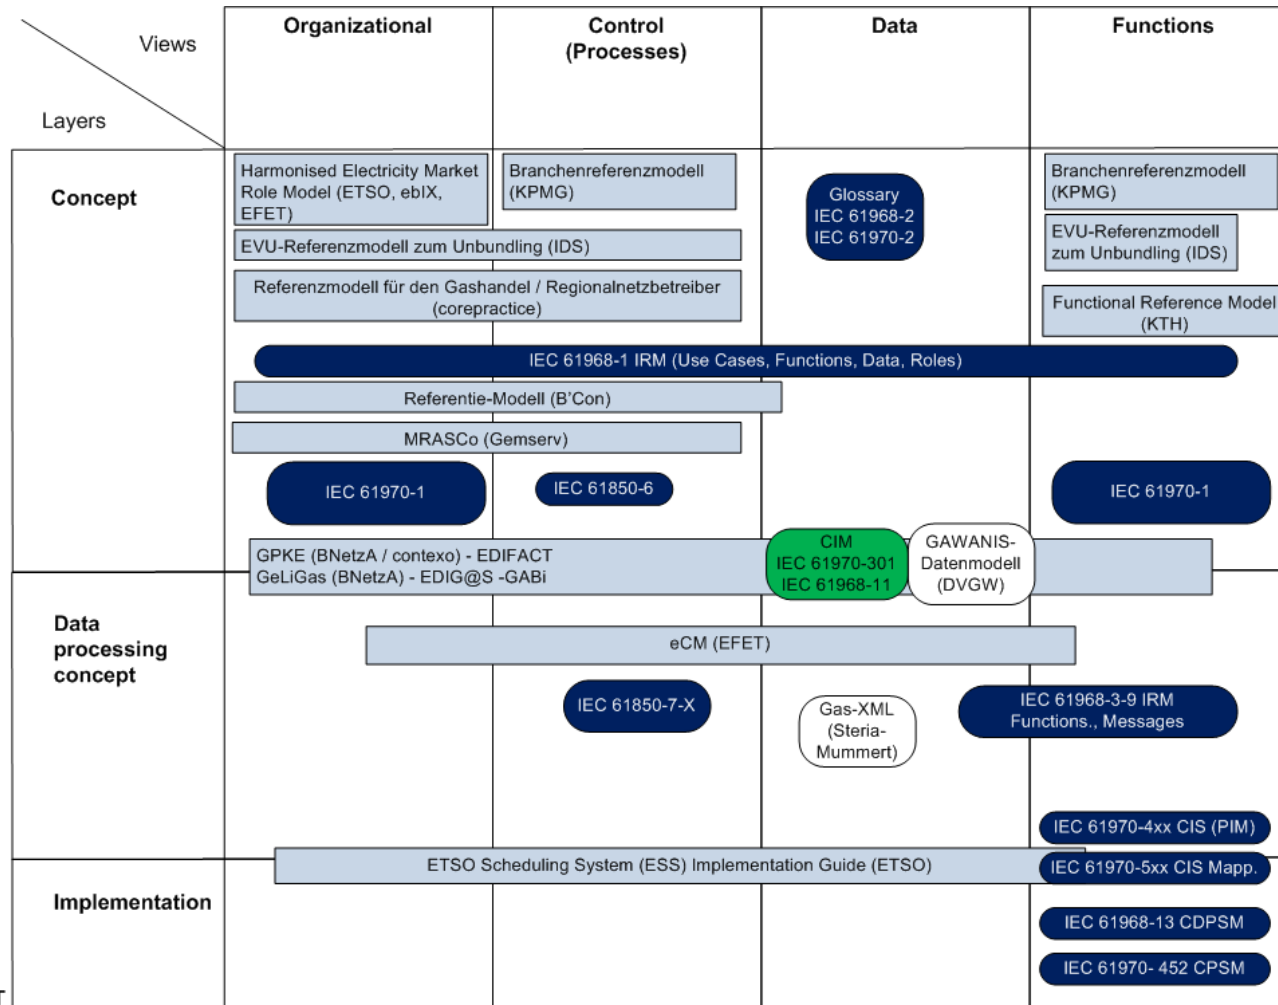 Views
Layers
Organizational
Control
(Processes)
Data
Functions
Concept
Harmonised Electricity Market
Role Model (ETSO, ebIX,
EFET)
Branchenreferenzmodell
(KPMG)
Glossary
IEC 61968-2
IEC 61970-2
Branchenreferenzmodell
(KPMG)
EVU-Referenzmodell zum Unbundling (IDS)
EVU-Referenzmodell
zum Unbundling (IDS)
Referenzmodell für den Gashandel / Regionalnetzbetreiber
(corepractice)
Functional Reference Model
(KTH)
IEC 61968-1 IRM (Use Cases, Functions, Data, Roles)
Referentie-Modell (B'Con)
MRASCo (Gemserv)
IEC 61970-1
IEC 61850-6
IEC 61970-1
GPKE (BNetzA / contexo) - EDIFACT
GeLiGas (BNetzA) - EDIG@S -GABi
CIM
IEC 61970-301
IEC 61968-11
GAWANIS-
Datenmodell
(DVGW)
Data
processing
concept
eCM (EFET)
IEC 61850-7-X
Gas-XML
(Steria-
Mummert)
IEC 61968-3-9 IRM
Functions., Messages
IEC 61970-4xx CIS (PIM)
ETSO Scheduling System (ESS) Implementation Guide (ETSO)
IEC 61970-5xx CIS Mapp.
Implementation
IEC 61968-13 CDPSM
IEC 61970- 452 CPSM
T